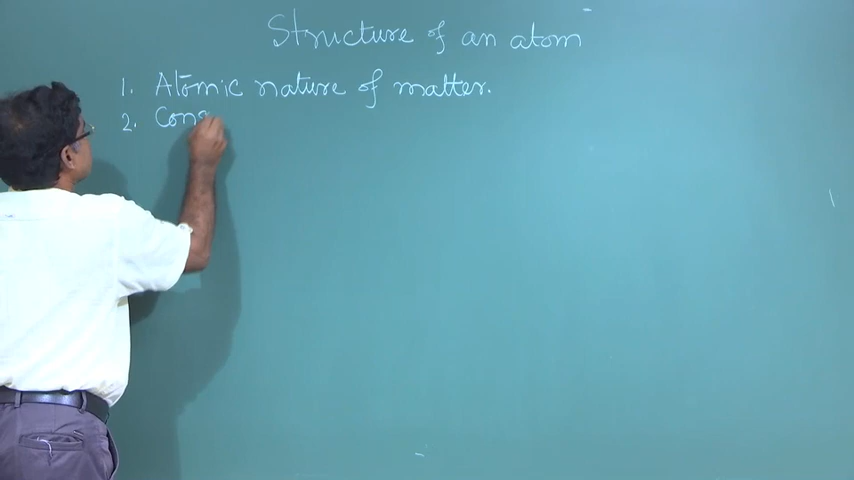 Structure of an atom
1. Atomic nature of matter.
2. Cons